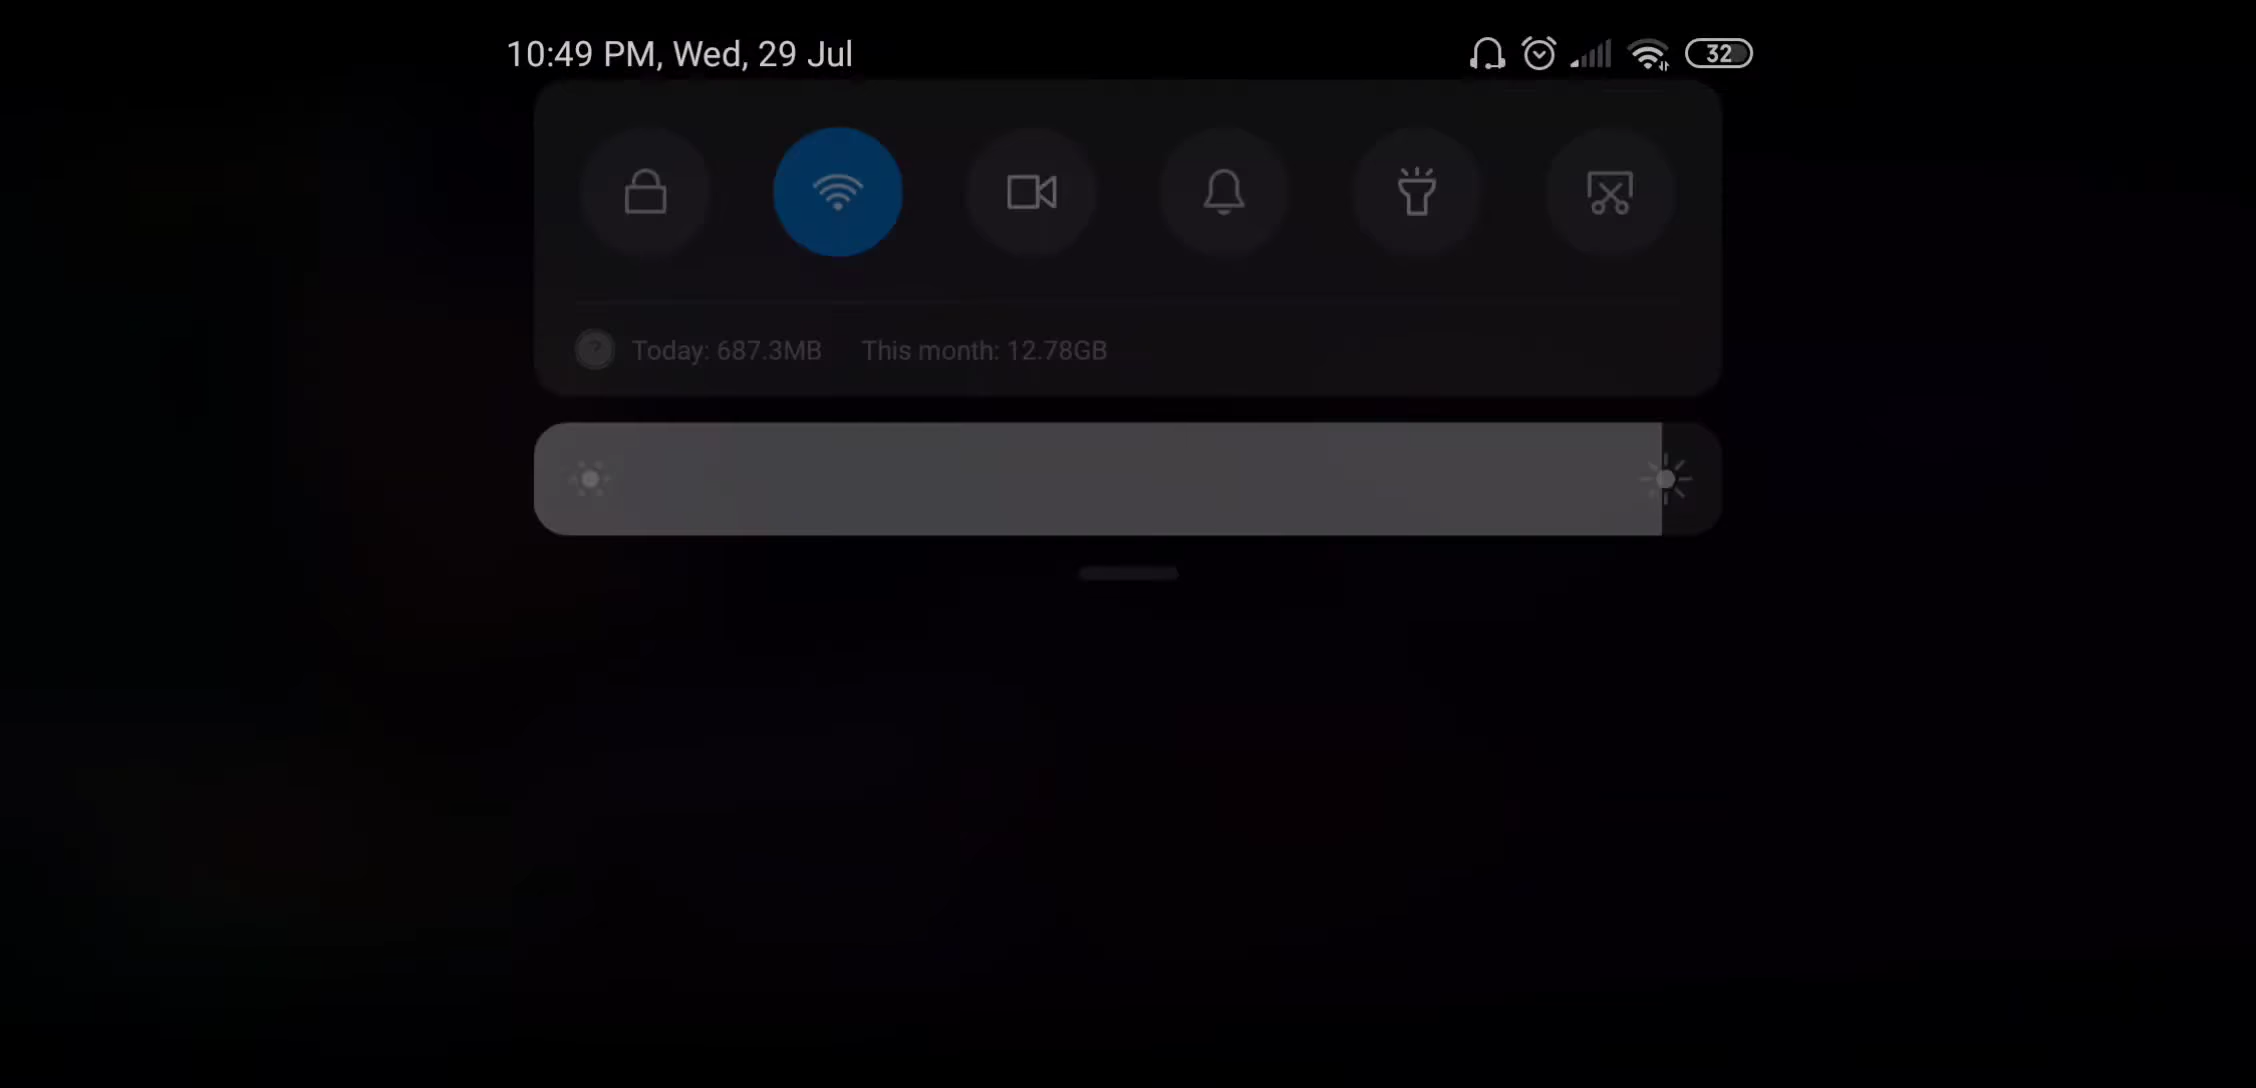 10:49 PM, Wed, 29 Jul 32
Today: 687.3MB This month: 12.78GB